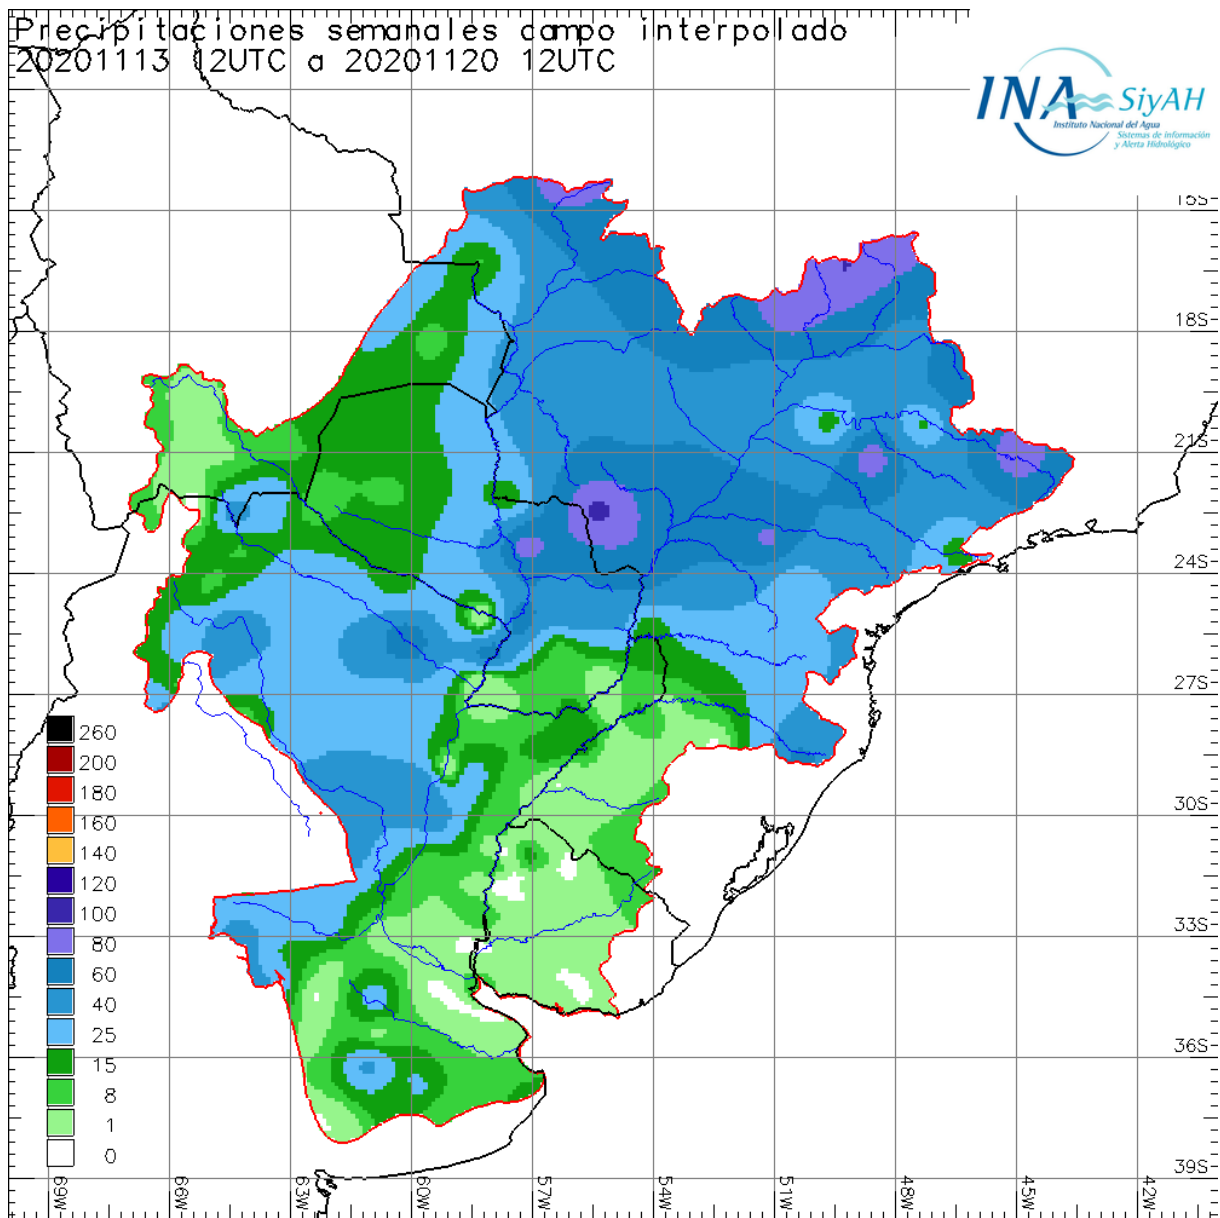 Precipitaciones semanales campo interpolado
20201113 12UTC a 20201120 12UTC
INA SiyAH
Instituto Nacional del Agua
Sistemas de Información
y Alerta Hidrológico
15S
18S
21S
24S
27S
30S
33S
36S
39S
260
200
180
160
140
120
100
80
60
40
25
15
8
1
0
69W
66W
63W
60W
57W
54W
51W
48W
45W
42W